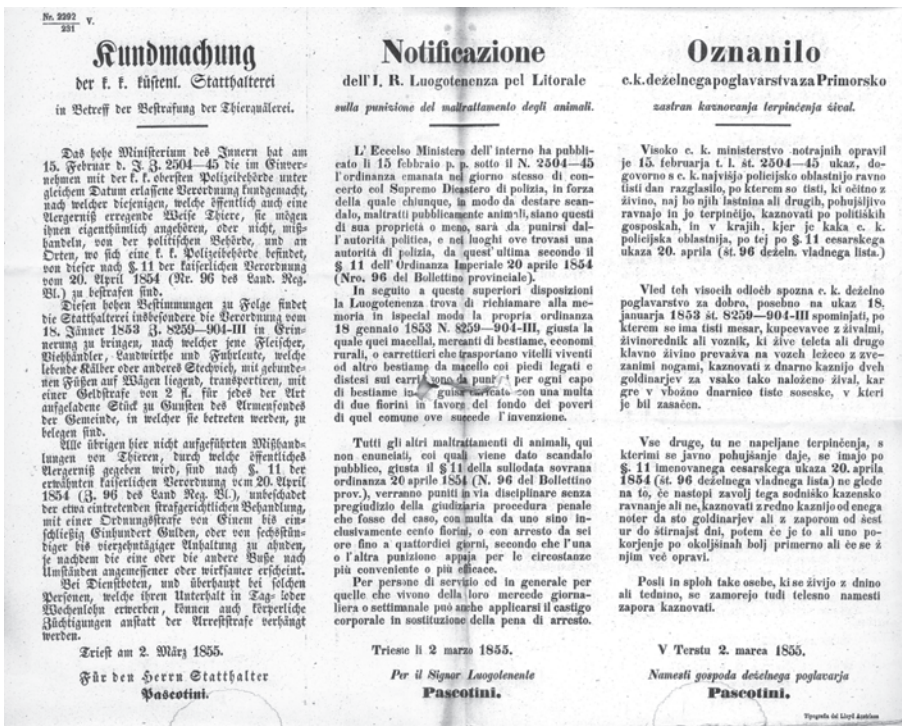 Nr. 2292
231 V.
Kundmachung
der k. k. küstenl. Statthalterei
in Betreff der Bestrafung der Thierquälerei.
Das hohe Ministerium des Innern hat am
15. Februar d. J. Z. 2504—45 die im Einver-
nehmen mit der k. k. obersten Polizeibehörde unter
gleichem Datum erlassene Verordnung kundgemacht,
nach welcher diejenigen, welche öffentlich auch eine
Aergerniß erregende Weise Thiere, sie mögen
ihnen eigenthümlich angehören, oder nicht, miß-
handeln, von der politischen Behörde, und an
Orten, wo sich eine k. k. Polizeibehörde befindet,
von dieser nach §. 11 der kaiserlichen Verordnung
vom 20. April 1854 (Nr. 96 des Land. Reg.
Bl.) zu bestrafen sind.
Diesen hohen Bestimmungen zu Folge findet
die Statthalterei insbesondere die Verordnung vom
18. Jänner 1853 Z. 8259—904-III in Erin-
nerung zu bringen, nach welcher jene Fleischer,
Viehhändler, Landwirthe und Fuhrleute, welche
lebende Kälber oder anderes Stechvieh, mit gebunde-
nen Füßen auf Wägen liegend, transportiren, mit
einer Geldstrafe von 2 fl. für jedes der Art
aufgeladene Stück zu Gunsten des Armenfondes
der Gemeinde, in welcher sie betreten werden, zu
belegen sind.
Alle übrigen hier nicht aufgeführten Mißhand-
lungen von Thieren, durch welche öffentliches
Aergerniß gegeben wird, sind nach §. 11 der
erwähnten kaiserlichen Verordnung vom 20. April
1854 (Z. 96 des Land Reg. Bl.), unbeschadet
der etwa eintretenden strafgerichtlichen Behandlung,
mit einer Ordnungsstrafe von Einem bis ein-
schließig Einhundert Gulden, oder von sechsstün-
diger bis vierzehntägiger Anhaltung zu ahnden,
je nachdem die eine oder die andere Buße nach
Umständen angemessener oder wirksamer erscheint.
Bei Dienstboten, und überhaupt bei solchen
Personen, welche ihren Unterhalt in Tag- oder
Wochenlohn erwerben, können auch körperliche
Züchtigungen anstatt der Arreststrafe verhängt
werden.
Triest am 2. März 1855.
Für den Herrn Statthalter
Pascotini.
Notificazione
dell'I. R. Luogotenenza pel Litorale
sulla punizione del maltrattamento degli animali.
L' Eccelso Ministero dell'interno ha pubbli-
cato li 15 febbraio p. p. sotto il N. 2504—45
l'ordinanza emanata nel giorno stesso di con-
certo col Supremo Dicastero di polizia, in forza
della quale chiunque, in modo da destare scan-
dalo, maltratti pubblicamente animali, siano questi
di sua proprietà o meno, sarà da punirsi dal-
l'autorità politica, e nei luoghi ove trovasi una
autorità di polizia, da quest'ultima secondo il
§ 11 dell' Ordinanza Imperiale 20 aprile 1854
(Nro. 96 del Bollettino provinciale).
In seguito a queste superiori disposizioni
la Luogotenenza trova di richiamare alla me-
moria in ispecial modo la propria ordinanza
18 gennaio 1853 N. 8259—904-III, giusta la
quale quei macellai, mercanti di bestiame, economi
rurali, o carrettieri che trasportano vitelli viventi
od altro bestiame da macello coi piedi legati e
distesi sui carri sono da punirsi per ogni capo
di bestiame in guisa caricato con una multa
di due fiorini in favore del fondo dei poveri
di quel comune ove succede l'invenzione.
Tutti gli altri maltrattamenti di animali, qui
non enunciati, coi quali viene dato scandalo
pubblico, giusta il § 11 della sullodata sovrana
ordinanza 20 aprile 1854 (N. 96 del Bollettino
prov.), verranno puniti in via disciplinare senza
pregiudizio della giudiziaria procedura penale
che fosse del caso, con multa da uno sino in-
clusivamente cento fiorini, o con arresto da sei
ore fino a quattordici giorni, secondo che l'una
o l'altra punizione appaja per le circostanze
più conveniente o più efficace.
Per persone di servizio ed in generale per
quelle che vivono della loro mercede giorna-
liera o settimanale può anche applicarsi il castigo
corporale in sostituzione della pena di arresto.
Trieste li 2 marzo 1855.
Per il Signor Luogotenente
Pascotini.
Oznanilo
c. k. deželnega poglavarstva za Primorsko
zastran kaznovanja terpinčenja žival.
Visoko c. k. ministerstvo notrajnih opravil
je 15. februarja t. l. št. 2504—45 ukaz, do-
govorno s c. k. najvišjo policijsko oblastnijo ravno
tisti dan razglasilo, po kterem so tisti, ki očitno z
živino, naj bo njih lastnina ali drugih, pohujšljivo
ravnajo in jo terpinčijo, kaznovati po političkih
gosposkah, in v krajih, kjer je kaka c. k.
policijska oblastnija, po tej po §. 11 cesarskega
ukaza 20. aprila (št. 96 deželn. vladnega lista.)
Vled teh visocih odločb spozna c. k. deželno
poglavarstvo za dobro, posebno na ukaz 18.
januarja 1853 št. 8259—904-III spominjati, po
kterem se ima tisti mesar, kupcevavec z živalmi,
živinorednik ali voznik, ki žive teleta ali drugo
klavno živino prevažva na vozeh ležeco z zve-
zanimi nogami, kaznovati z dnarno kaznijo dveh
goldinarjev za vsako tako naloženo žival, kar
gre v vbožno dnarnico tiste soseske, v kteri
je bil zasačen.
Vse druge, tu ne napeljane terpinčenja, s
kterimi se javno pohujšanje daje, se imajo po
§. 11 imenovanega cesarskega ukaza 20. aprila
1854 (št. 96 deželnega vladnega lista) ne glede
na to, če nastopi zavolj tega sodniško kazensko
ravnanje ali ne, kaznovati z redno kaznijo od enega
noter da sto goldinarjev ali z zaporom od šest
ur do štirnajst dni, potem če je to ali uno po-
korjenje po okoljšinah bolj primerno ali če se ž
njim več opravi.
Posli in sploh take osebe, ki se živijo z dnino
ali tednino, se zamorejo tudi telesno namesti
zapora kaznovati.
V Terstu 2. marca 1855.
Namesti gospoda deželnega poglavarja
Pascotini.
Tipografia del Lloyd Austriaco